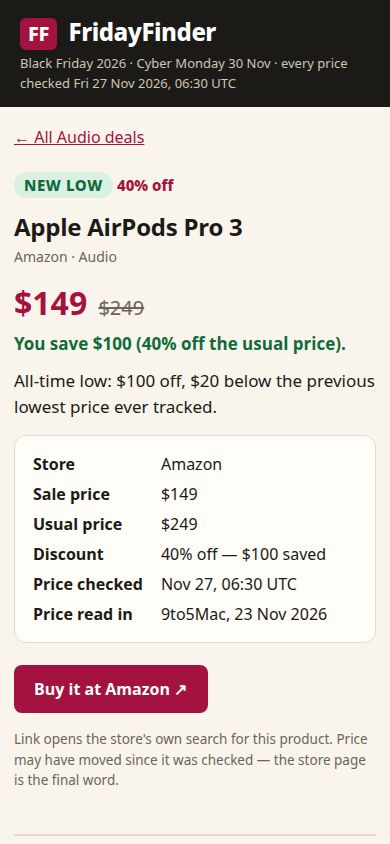 FF FridayFinder
Black Friday 2026 · Cyber Monday 30 Nov · every price
checked Fri 27 Nov 2026, 06:30 UTC
← All Audio deals
NEW LOW 40% off
Apple AirPods Pro 3
Amazon · Audio
$149 $249
You save $100 (40% off the usual price).
All-time low: $100 off, $20 below the previous
lowest price ever tracked.
Store Amazon
Sale price $149
Usual price $249
Discount 40% off — $100 saved
Price checked Nov 27, 06:30 UTC
Price read in 9to5Mac, 23 Nov 2026
Buy it at Amazon ↗
Link opens the store's own search for this product. Price
may have moved since it was checked — the store page
is the final word.